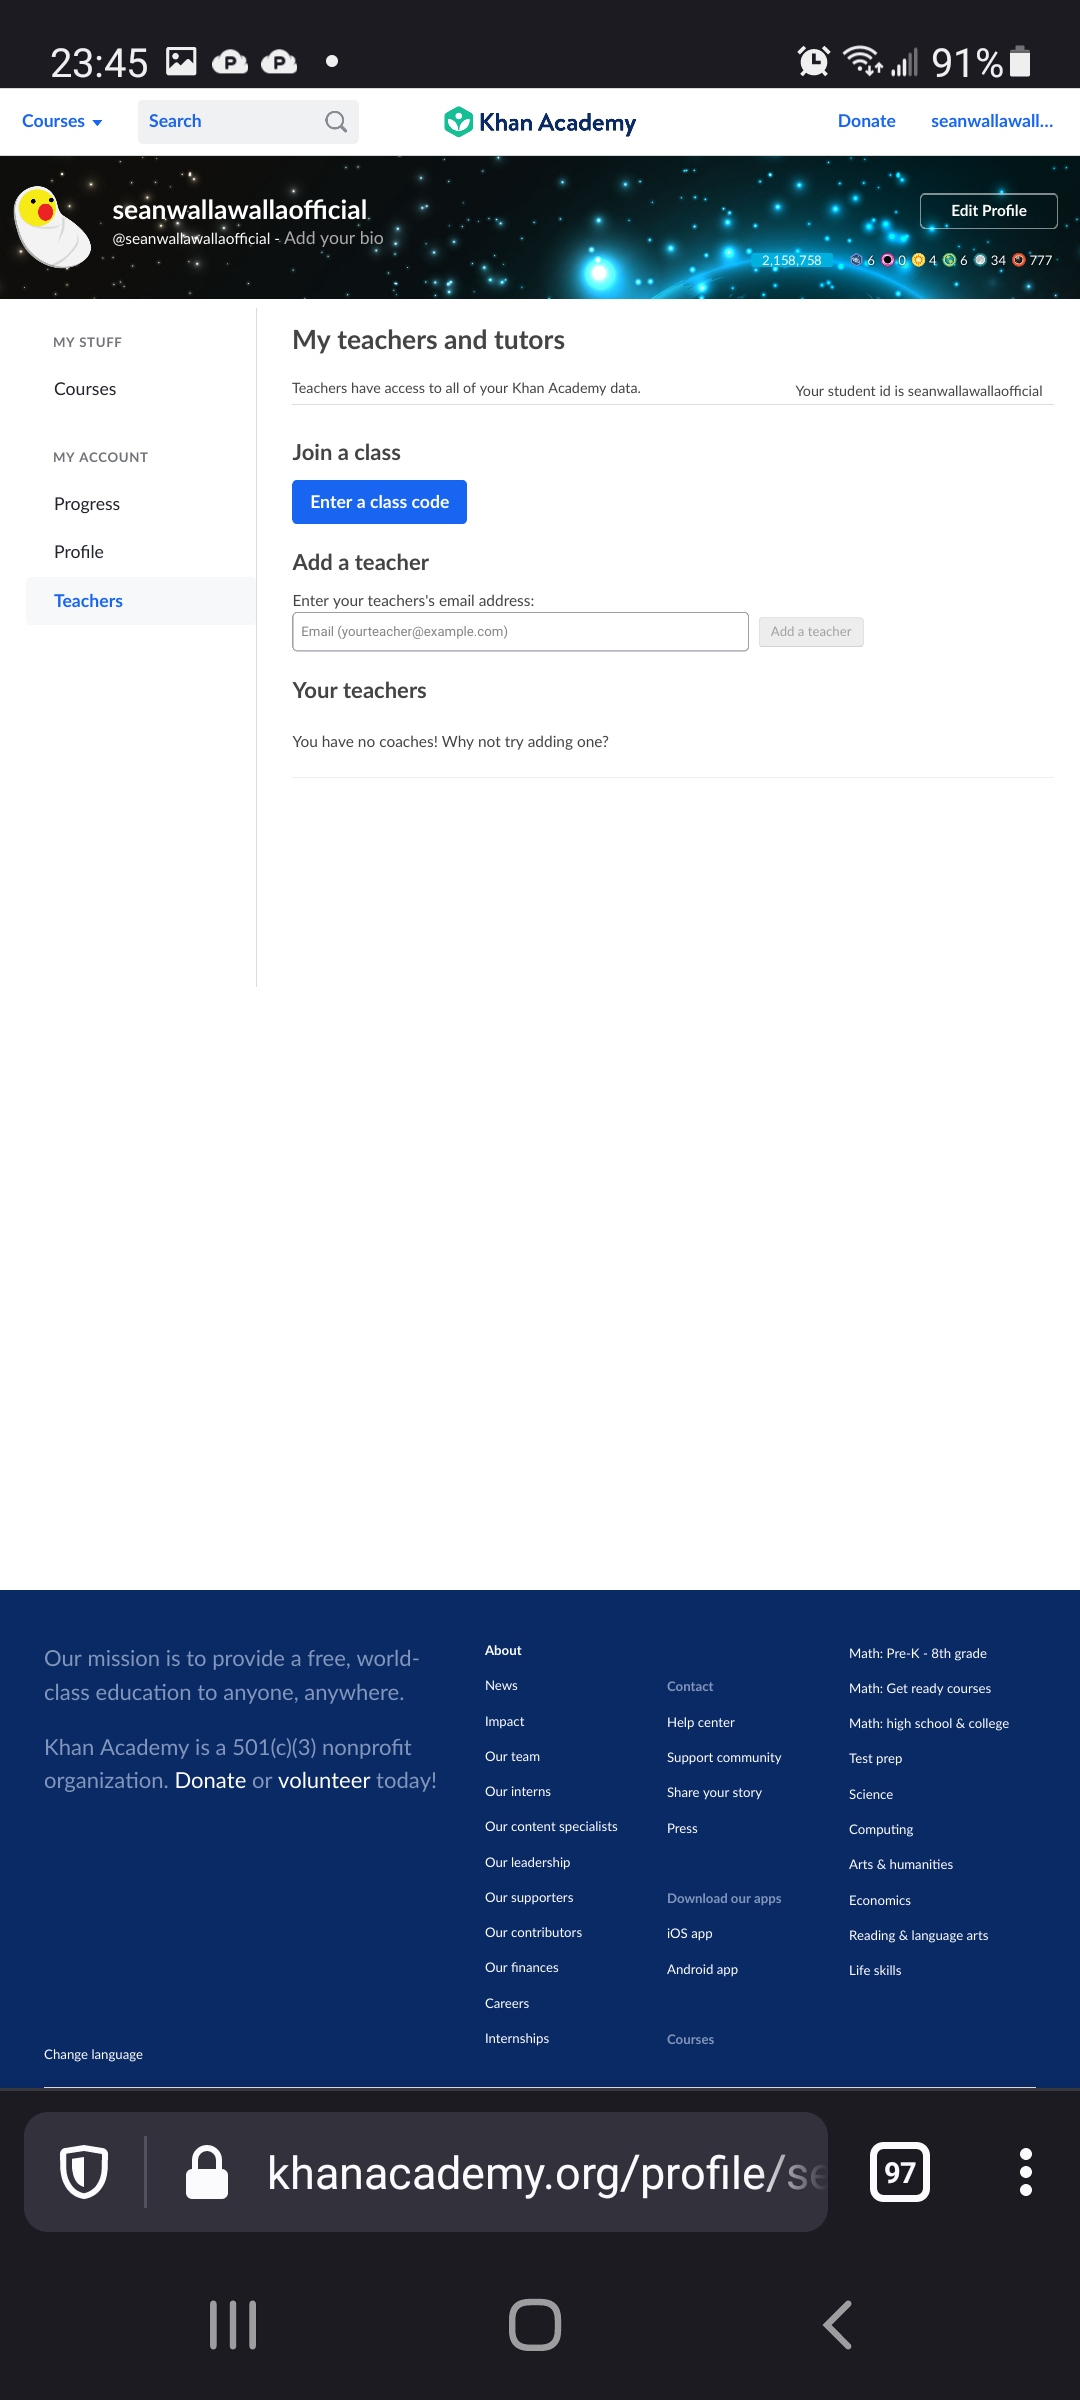 23:45
91%
Courses
Search
Khan Academy
Donate
seanwallawall...
seanwallawallaofficial
@seanwallawallaofficial - Add your bio
Edit Profile
2,158,758
6 0 4 6 34 777
MY STUFF
Courses
MY ACCOUNT
Progress
Profile
Teachers
My teachers and tutors
Teachers have access to all of your Khan Academy data.
Your student id is seanwallawallaofficial
Join a class
Enter a class code
Add a teacher
Enter your teachers's email address:
Email (yourteacher@example.com)
Add a teacher
Your teachers
You have no coaches! Why not try adding one?
Our mission is to provide a free, world-
class education to anyone, anywhere.
Khan Academy is a 501(c)(3) nonprofit
organization. Donate or volunteer today!
Change language
About
News
Impact
Our team
Our interns
Our content specialists
Our leadership
Our supporters
Our contributors
Our finances
Careers
Internships
Contact
Help center
Support community
Share your story
Press
Download our apps
iOS app
Android app
Courses
Math: Pre-K - 8th grade
Math: Get ready courses
Math: high school & college
Test prep
Science
Computing
Arts & humanities
Economics
Reading & language arts
Life skills
khanacademy.org/profile/se
97